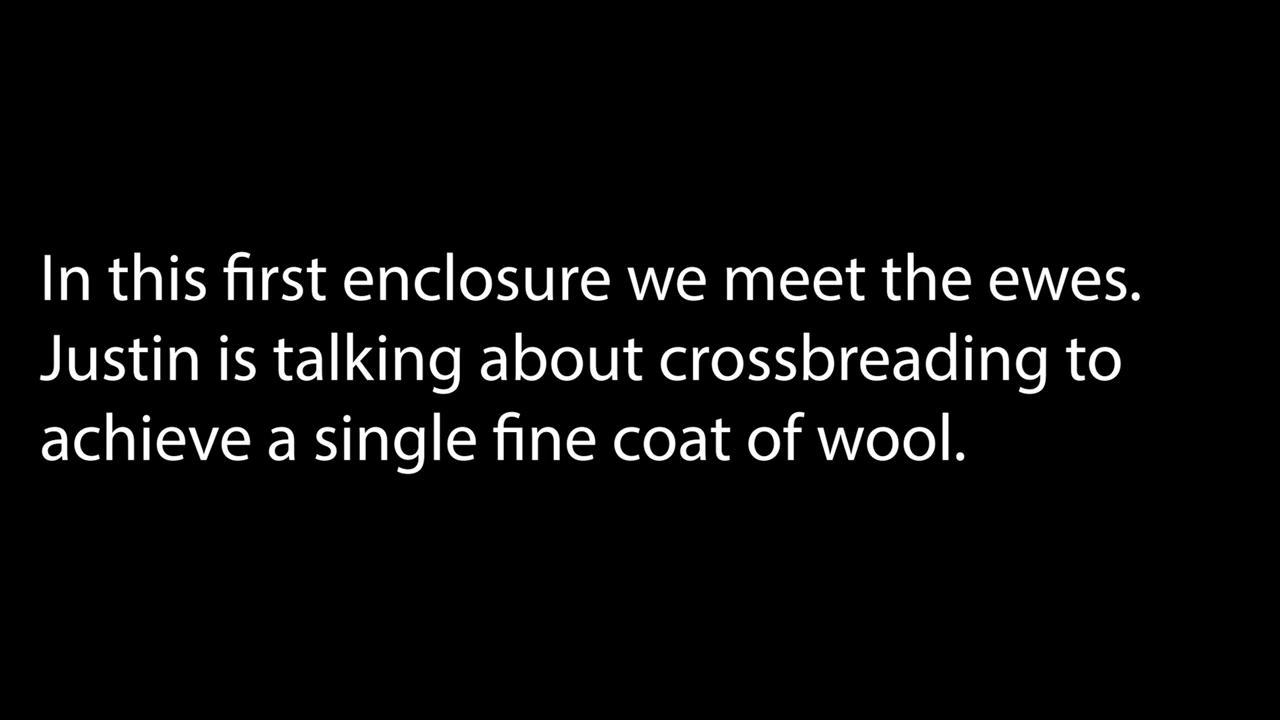 In this first enclosure we meet the ewes.
Justin is talking about crossbreading to
achieve a single fine coat of wool.